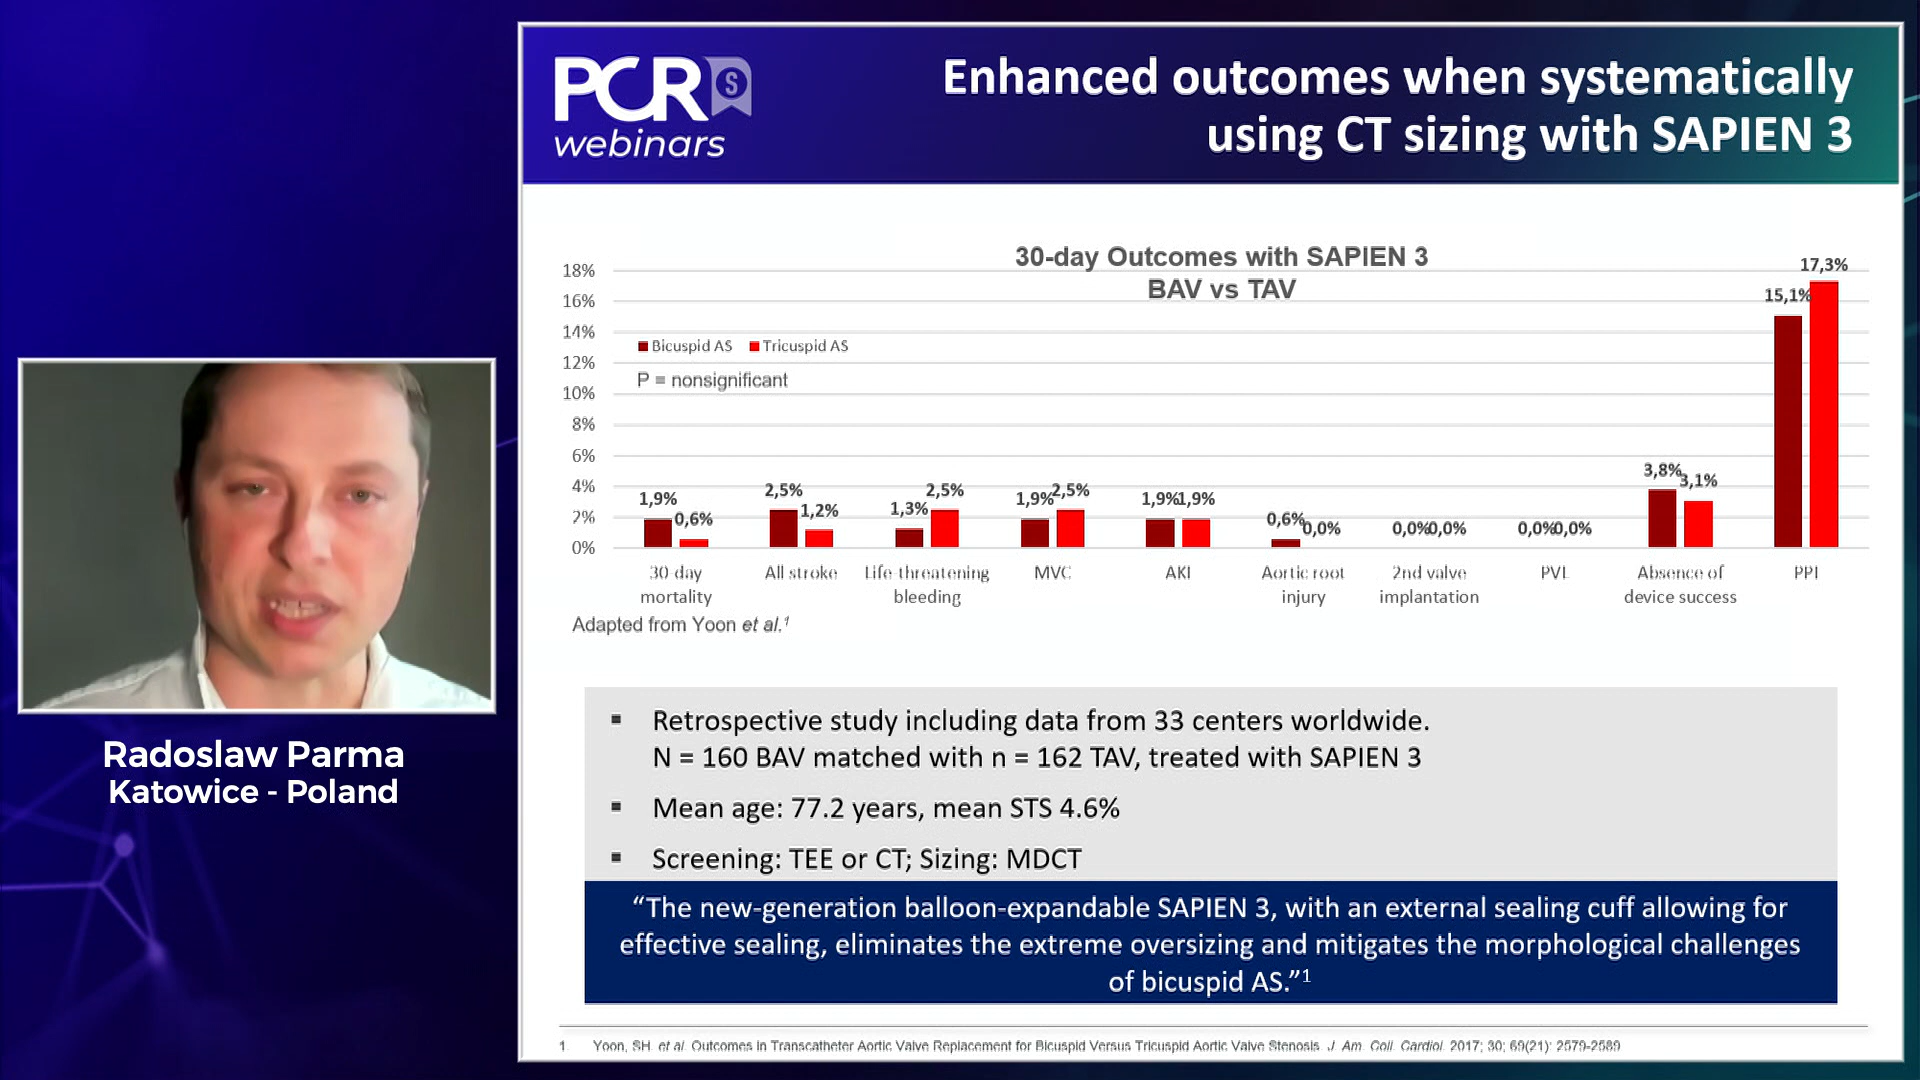 PCR S
webinars
Enhanced outcomes when systematically
using CT sizing with SAPIEN 3
30-day Outcomes with SAPIEN 3
BAV vs TAV
18%
16%
14%
12%
10%
8%
6%
4%
2%
0%
Bicuspid AS Tricuspid AS
P = nonsignificant
1,9% 0,6%
2,5% 1,2%
1,3% 2,5%
1,9% 2,5%
1,9% 1,9%
0,6% 0,0%
0,0% 0,0%
0,0% 0,0%
3,8% 3,1%
15,1% 17,3%
30 day
mortality
All stroke
Life-threatening
bleeding
MVC
AKI
Aortic root
injury
2nd valve
implantation
PVL
Absence of
device success
PPI
Adapted from Yoon et al.¹
▪ Retrospective study including data from 33 centers worldwide.
N = 160 BAV matched with n = 162 TAV, treated with SAPIEN 3
▪ Mean age: 77.2 years, mean STS 4.6%
▪ Screening: TEE or CT; Sizing: MDCT
“The new-generation balloon-expandable SAPIEN 3, with an external sealing cuff allowing for
effective sealing, eliminates the extreme oversizing and mitigates the morphological challenges
of bicuspid AS.”¹
1. Yoon, SH. et al. Outcomes in Transcatheter Aortic Valve Replacement for Bicuspid Versus Tricuspid Aortic Valve Stenosis. J. Am. Coll. Cardiol. 2017; 30; 69(21): 2579-2589
Radoslaw Parma
Katowice - Poland